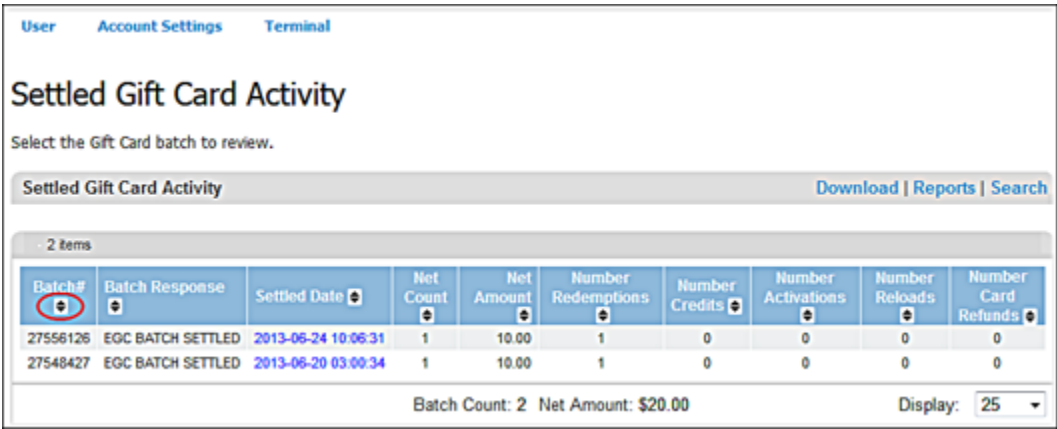 User Account Settings Terminal
Settled Gift Card Activity
Select the Gift Card batch to review.
Settled Gift Card Activity Download | Reports | Search
2 items
Batch# Batch Response Settled Date Net Count Net Amount Number Redemptions Number Credits Number Activations Number Reloads Number Card Refunds
27556126 EGC BATCH SETTLED 2013-06-24 10:06:31 1 10.00 1 0 0 0 0
27548427 EGC BATCH SETTLED 2013-06-20 03:00:34 1 10.00 1 0 0 0 0
Batch Count: 2 Net Amount: $20.00 Display: 25